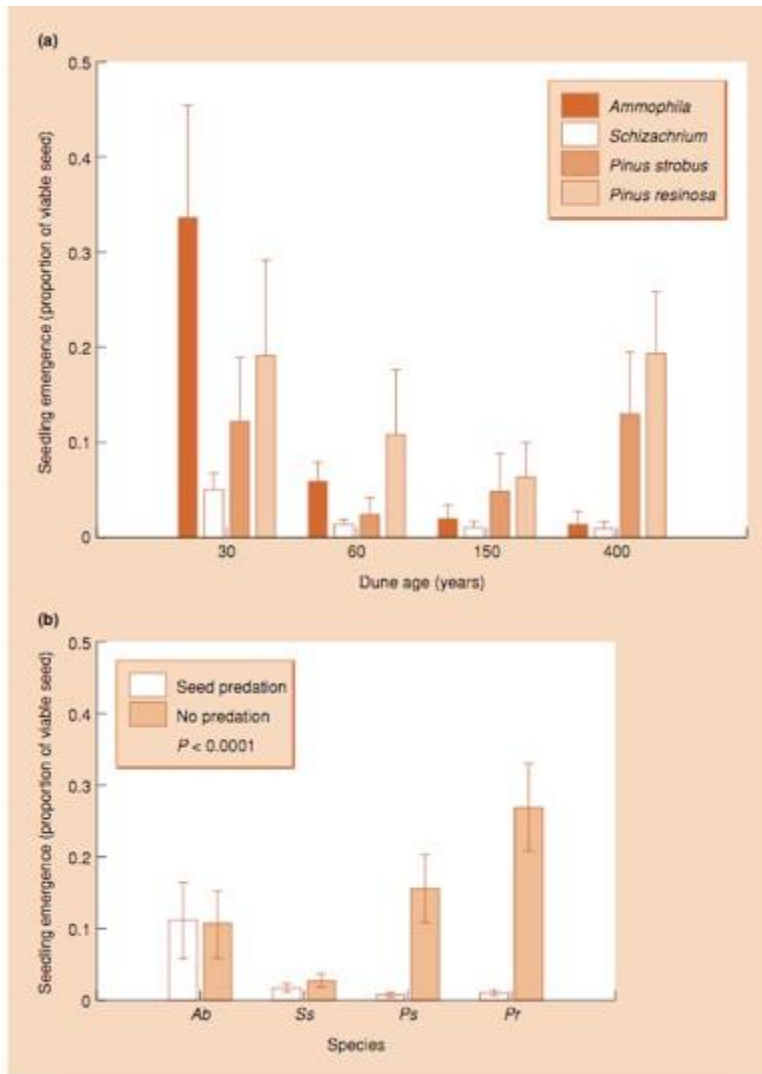 (a)
0.5
0.4
0.3
0.2
0.1
0
Seedling emergence (proportion of viable seed)
Ammophila
Schizachrium
Pinus strobus
Pinus resinosa
30 60 150 400
Dune age (years)
(b)
0.5
0.4
0.3
0.2
0.1
0
Seedling emergence (proportion of viable seed)
Seed predation
No predation
P < 0.0001
Ab Ss Ps Pr
Species